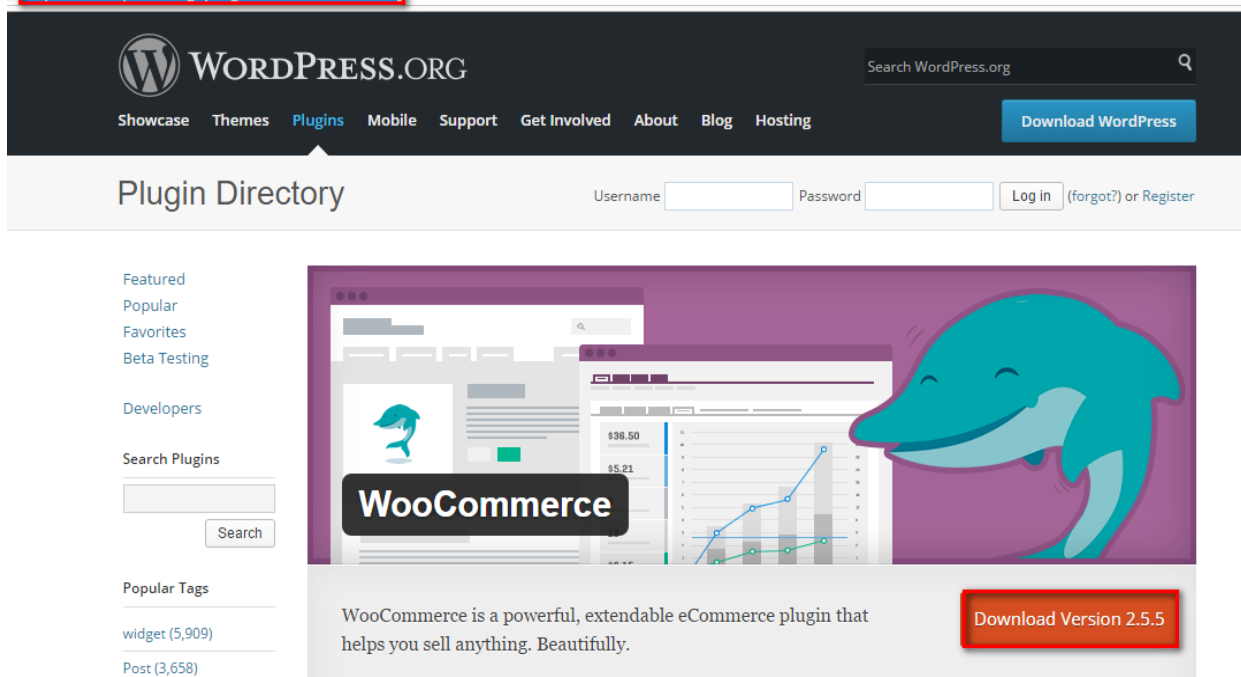 WORDPRESS.ORG
Search WordPress.org
Showcase Themes Plugins Mobile Support Get Involved About Blog Hosting
Download WordPress
Plugin Directory
Username
Password
Log in (forgot?) or Register
Featured
Popular
Favorites
Beta Testing
Developers
Search Plugins
Search
Popular Tags
widget (5,909)
Post (3,658)
$36.50
$5.21
WooCommerce
WooCommerce is a powerful, extendable eCommerce plugin that
helps you sell anything. Beautifully.
Download Version 2.5.5